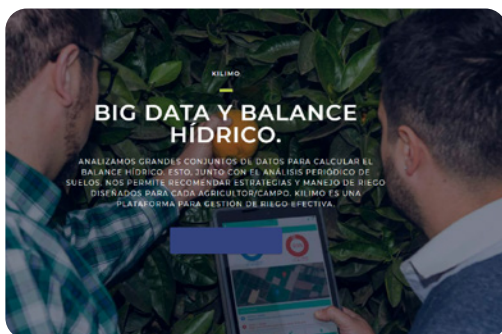 KILIMO
BIG DATA Y BALANCE
HÍDRICO.
ANALIZAMOS GRANDES CONJUNTOS DE DATOS PARA CALCULAR EL
BALANCE HÍDRICO. ESTO, JUNTO CON EL ANÁLISIS PERIÓDICO DE
SUELOS, NOS PERMITE RECOMENDAR ESTRATEGIAS Y MANEJO DE RIEGO
DISEÑADOS PARA CADA AGRICULTOR/CAMPO. KILIMO ES UNA
PLATAFORMA PARA GESTIÓN DE RIEGO EFECTIVA.